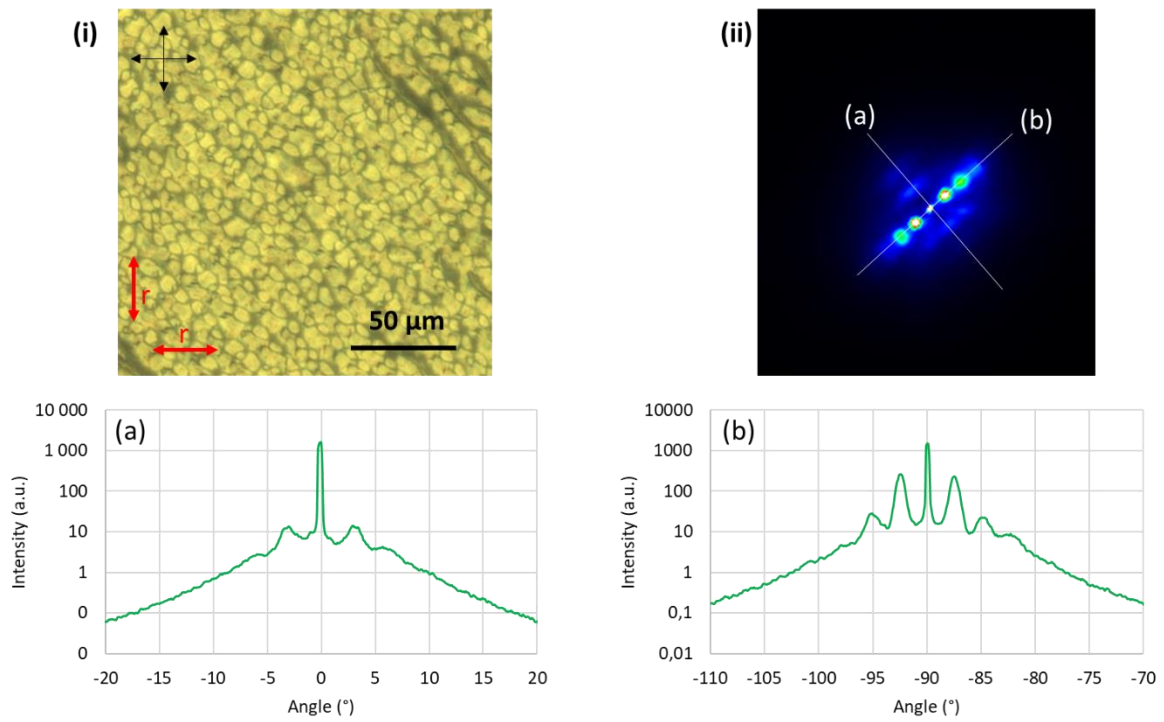 (i)
r
r
50 µm
(ii)
(a)
(b)
(a)
10 000
1 000
100
10
1
0
0
Intensity (a.u.)
-20
-15
-10
-5
0
5
10
15
20
Angle (°)
(b)
10000
1000
100
10
1
0,1
0,01
Intensity (a.u.)
-110
-105
-100
-95
-90
-85
-80
-75
-70
Angle (°)